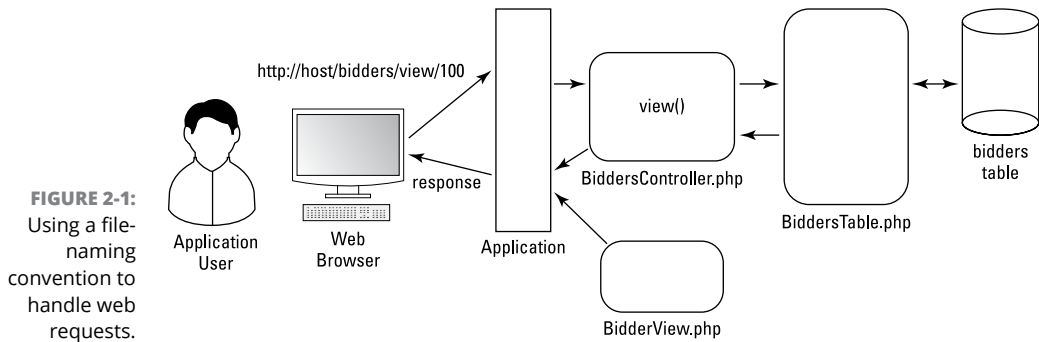 http://host/bidders/view/100
view()
response
BiddersController.php
bidders
table
BiddersTable.php
Application
User
Web
Browser
Application
BidderView.php
FIGURE 2-1:
Using a file-
naming
convention to
handle web
requests.